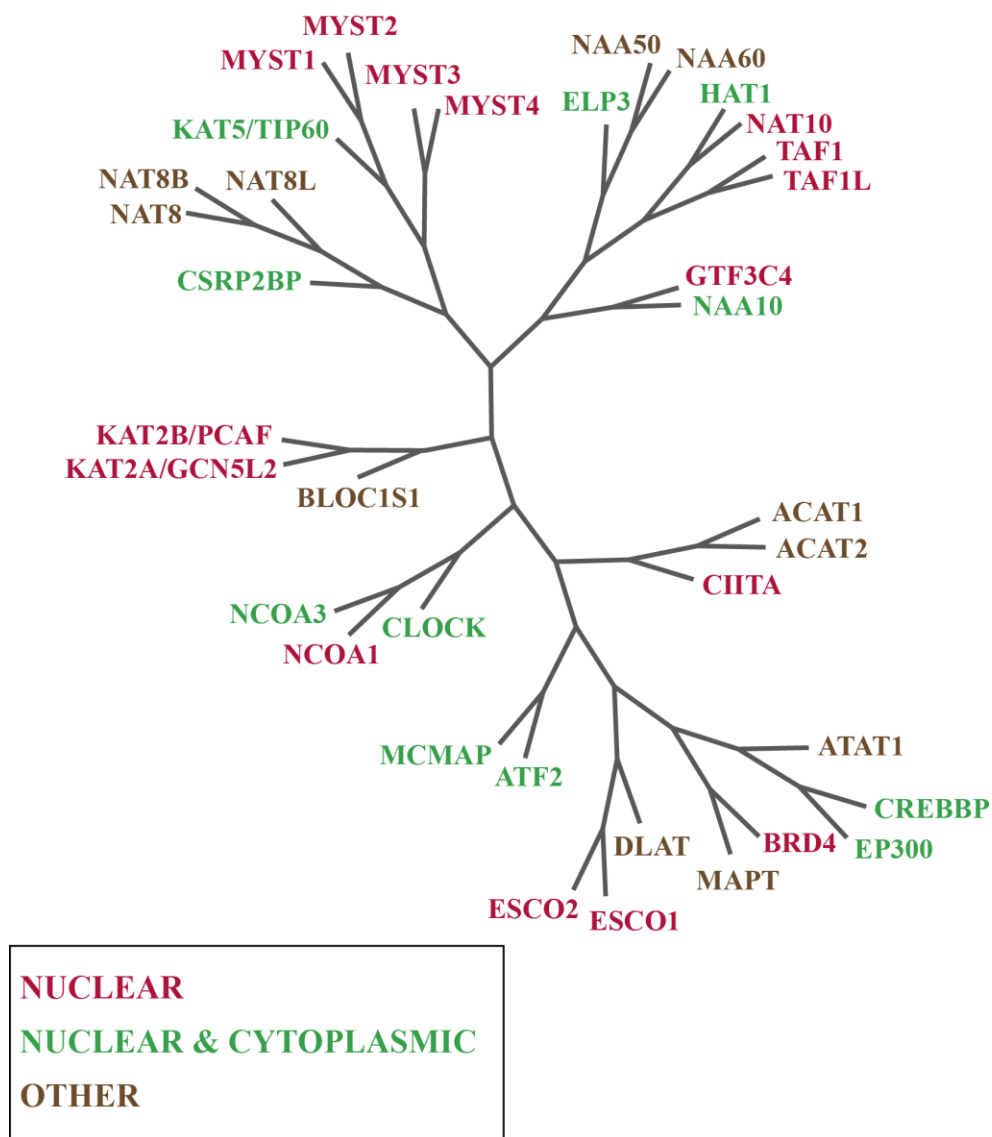 MYST2
MYST1
MYST3
MYST4
KAT5/TIP60
NAT8B
NAT8L
NAT8
CSRP2BP
NAA50
NAA60
ELP3
HAT1
NAT10
TAF1
TAF1L
GTF3C4
NAA10
KAT2B/PCAF
KAT2A/GCN5L2
BLOC1S1
ACAT1
ACAT2
CIITA
NCOA3
CLOCK
NCOA1
MCMAP
ATF2
ATAT1
CREBBP
EP300
BRD4
MAPT
DLAT
ESCO2
ESCO1
NUCLEAR
NUCLEAR & CYTOPLASMIC
OTHER